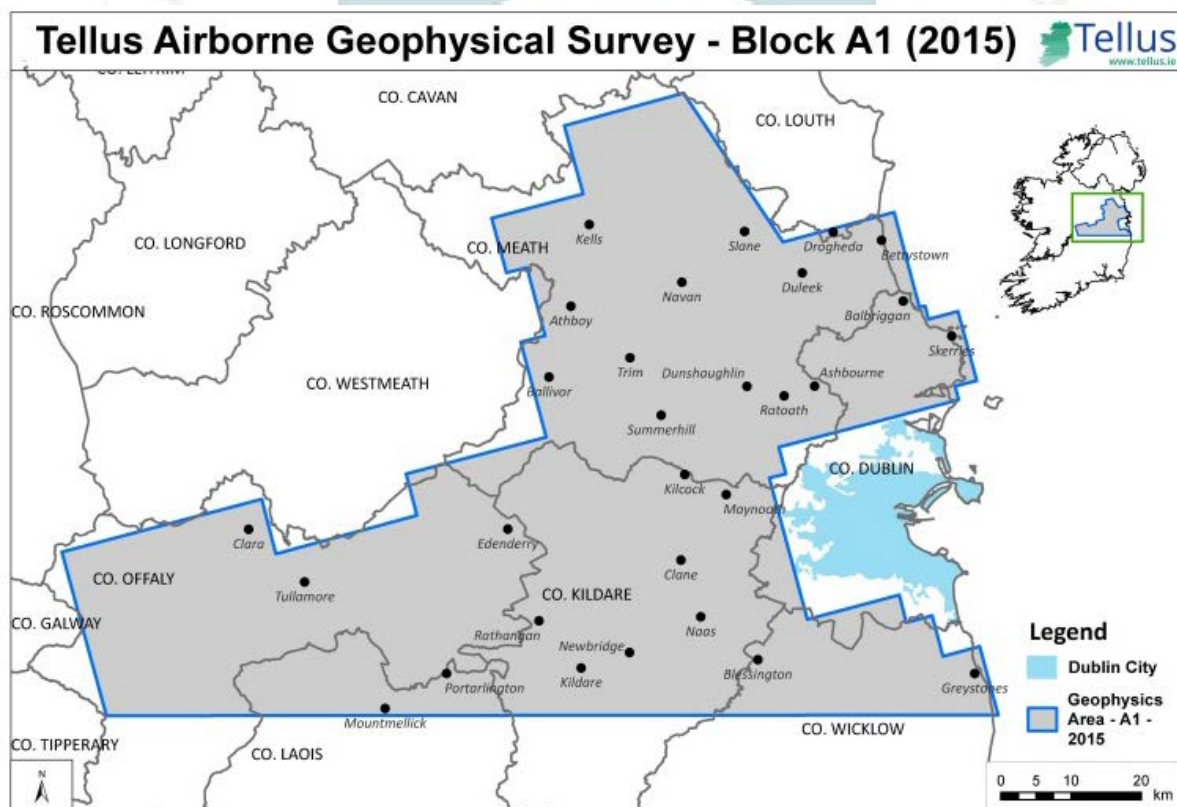 Tellus Airborne Geophysical Survey - Block A1 (2015)
Tellus
www.tellus.ie
CO. LEITRIM
CO. CAVAN
CO. LOUTH
CO. LONGFORD
CO. MEATH
Kells
Slane
Drogheda
Bettystown
Navan
Duleek
CO. ROSCOMMON
Athboy
Balbriggan
Skerries
CO. WESTMEATH
Trim
Dunshaughlin
Ashbourne
Ballivor
Ratoath
Summerhill
CO. DUBLIN
Kilcock
Maynooth
Clara
Edenderry
CO. OFFALY
Tullamore
Clane
CO. KILDARE
CO. GALWAY
Rathangan
Naas
Newbridge
Kildare
Blessington
Portarlington
Greystones
Mountmellick
CO. TIPPERARY
CO. LAOIS
CO. WICKLOW
Legend
Dublin City
Geophysics
Area - A1 -
2015
N
0 5 10 20
km